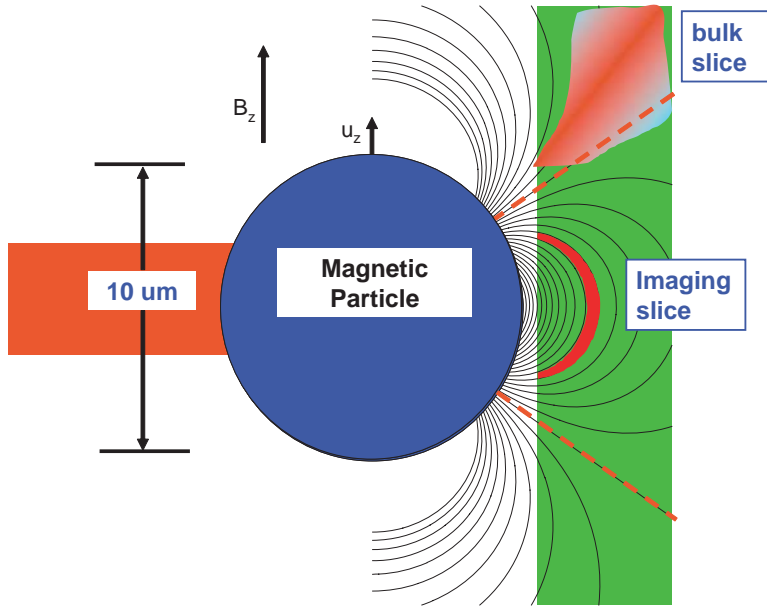 bulk
slice
B_z
u_z
Magnetic
Particle
10 um
Imaging
slice